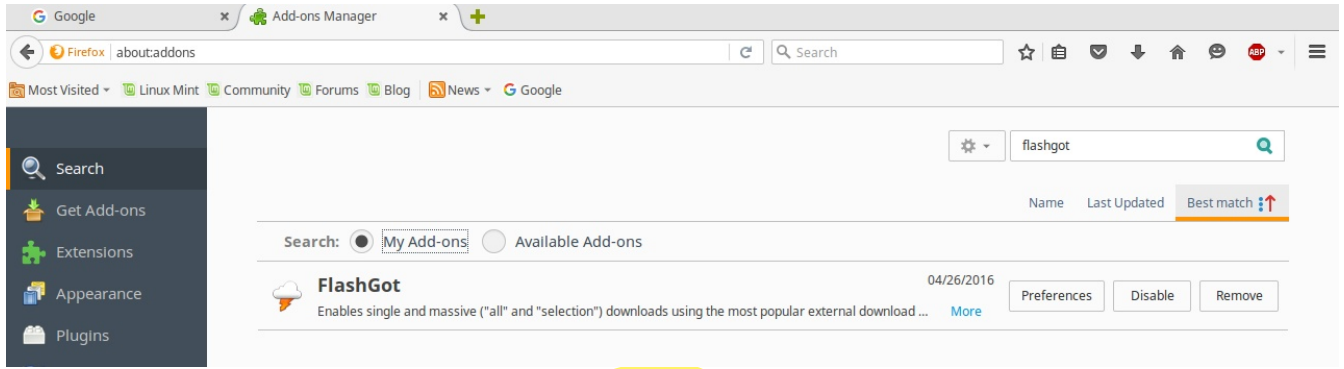 Google
Add-ons Manager
Firefox about:addons
Search
ABP
Most Visited
Linux Mint
Community
Forums
Blog
News
Google
flashgot
Search
Get Add-ons
Extensions
Appearance
Plugins
Name
Last Updated
Best match
Search:
My Add-ons
Available Add-ons
FlashGot
04/26/2016
Enables single and massive ("all" and "selection") downloads using the most popular external download ...
More
Preferences
Disable
Remove